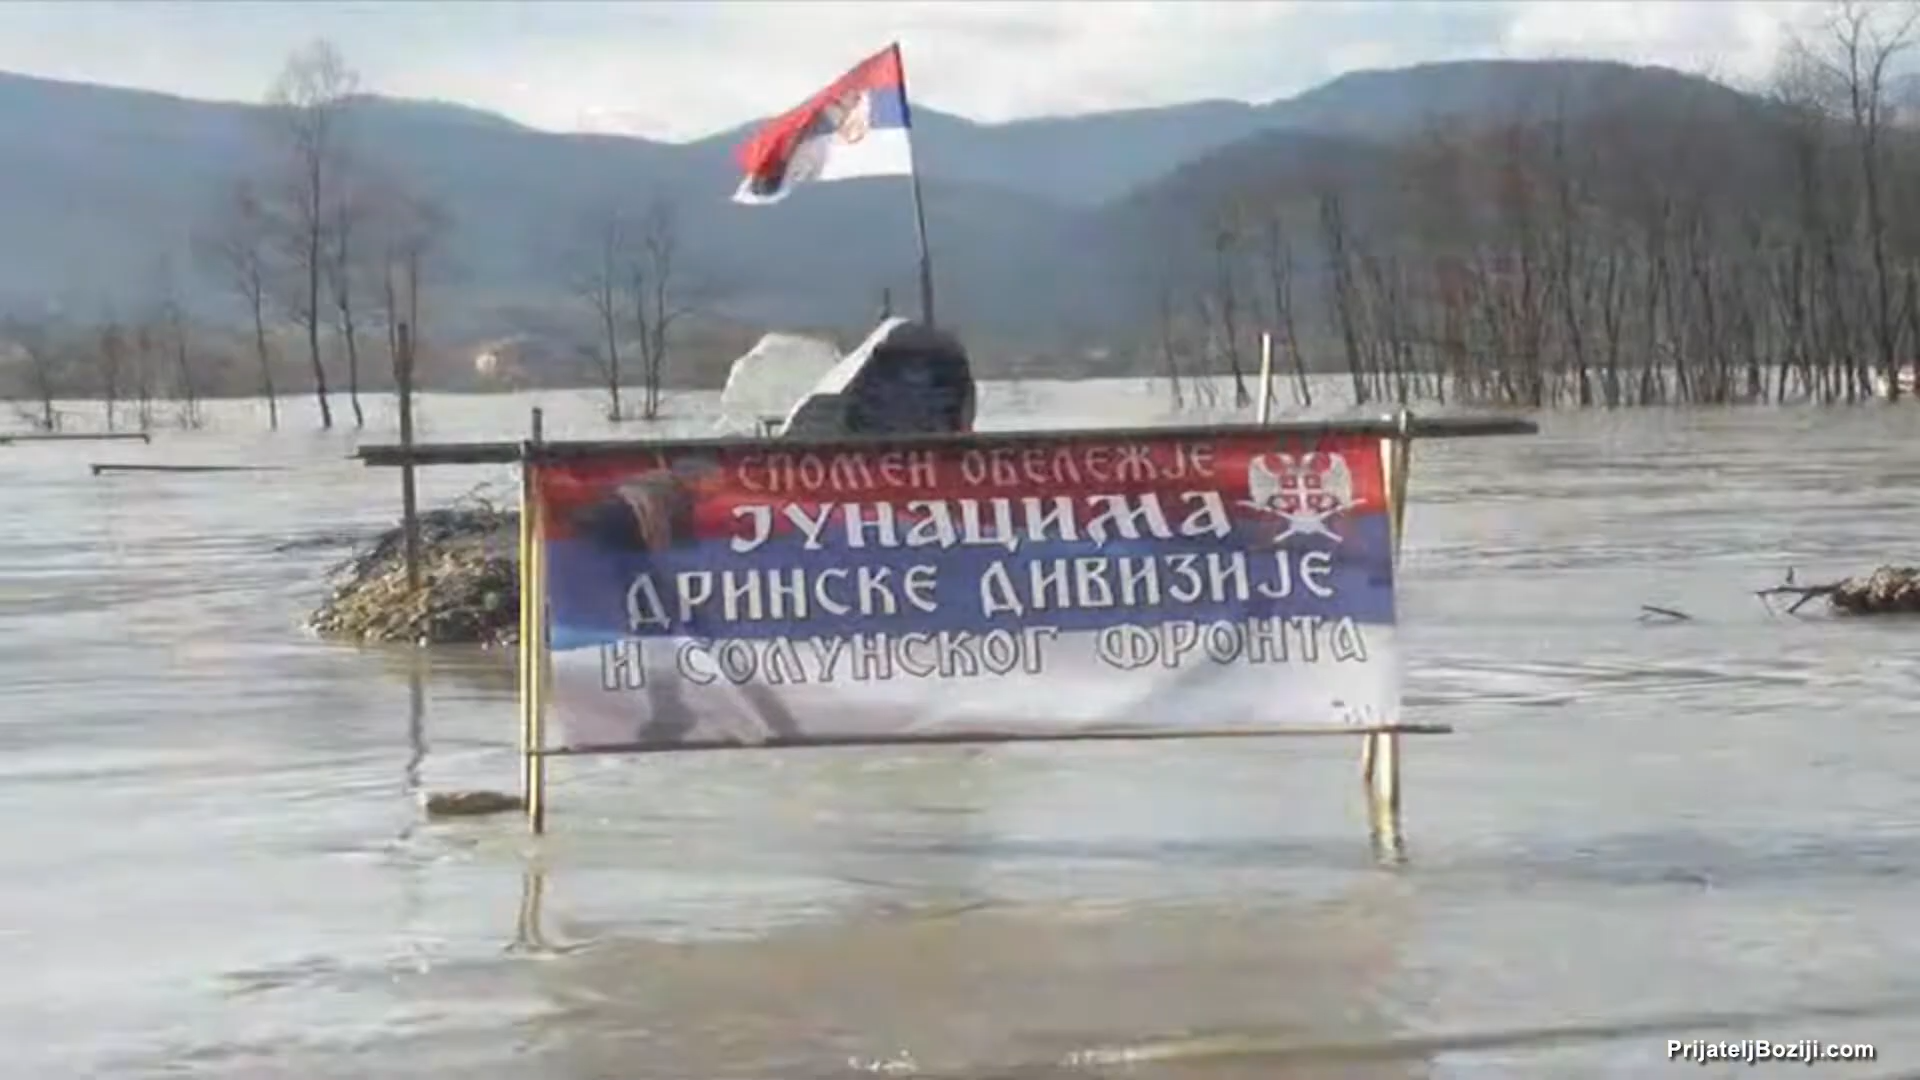 СПОМЕН ОБЕЛЕЖЈЕ
ЈУНАЦИМА
ДРИНСКЕ ДИВИЗИЈЕ
И СОЛУНСКОГ ФРОНТА
PrijateljBoziji.com